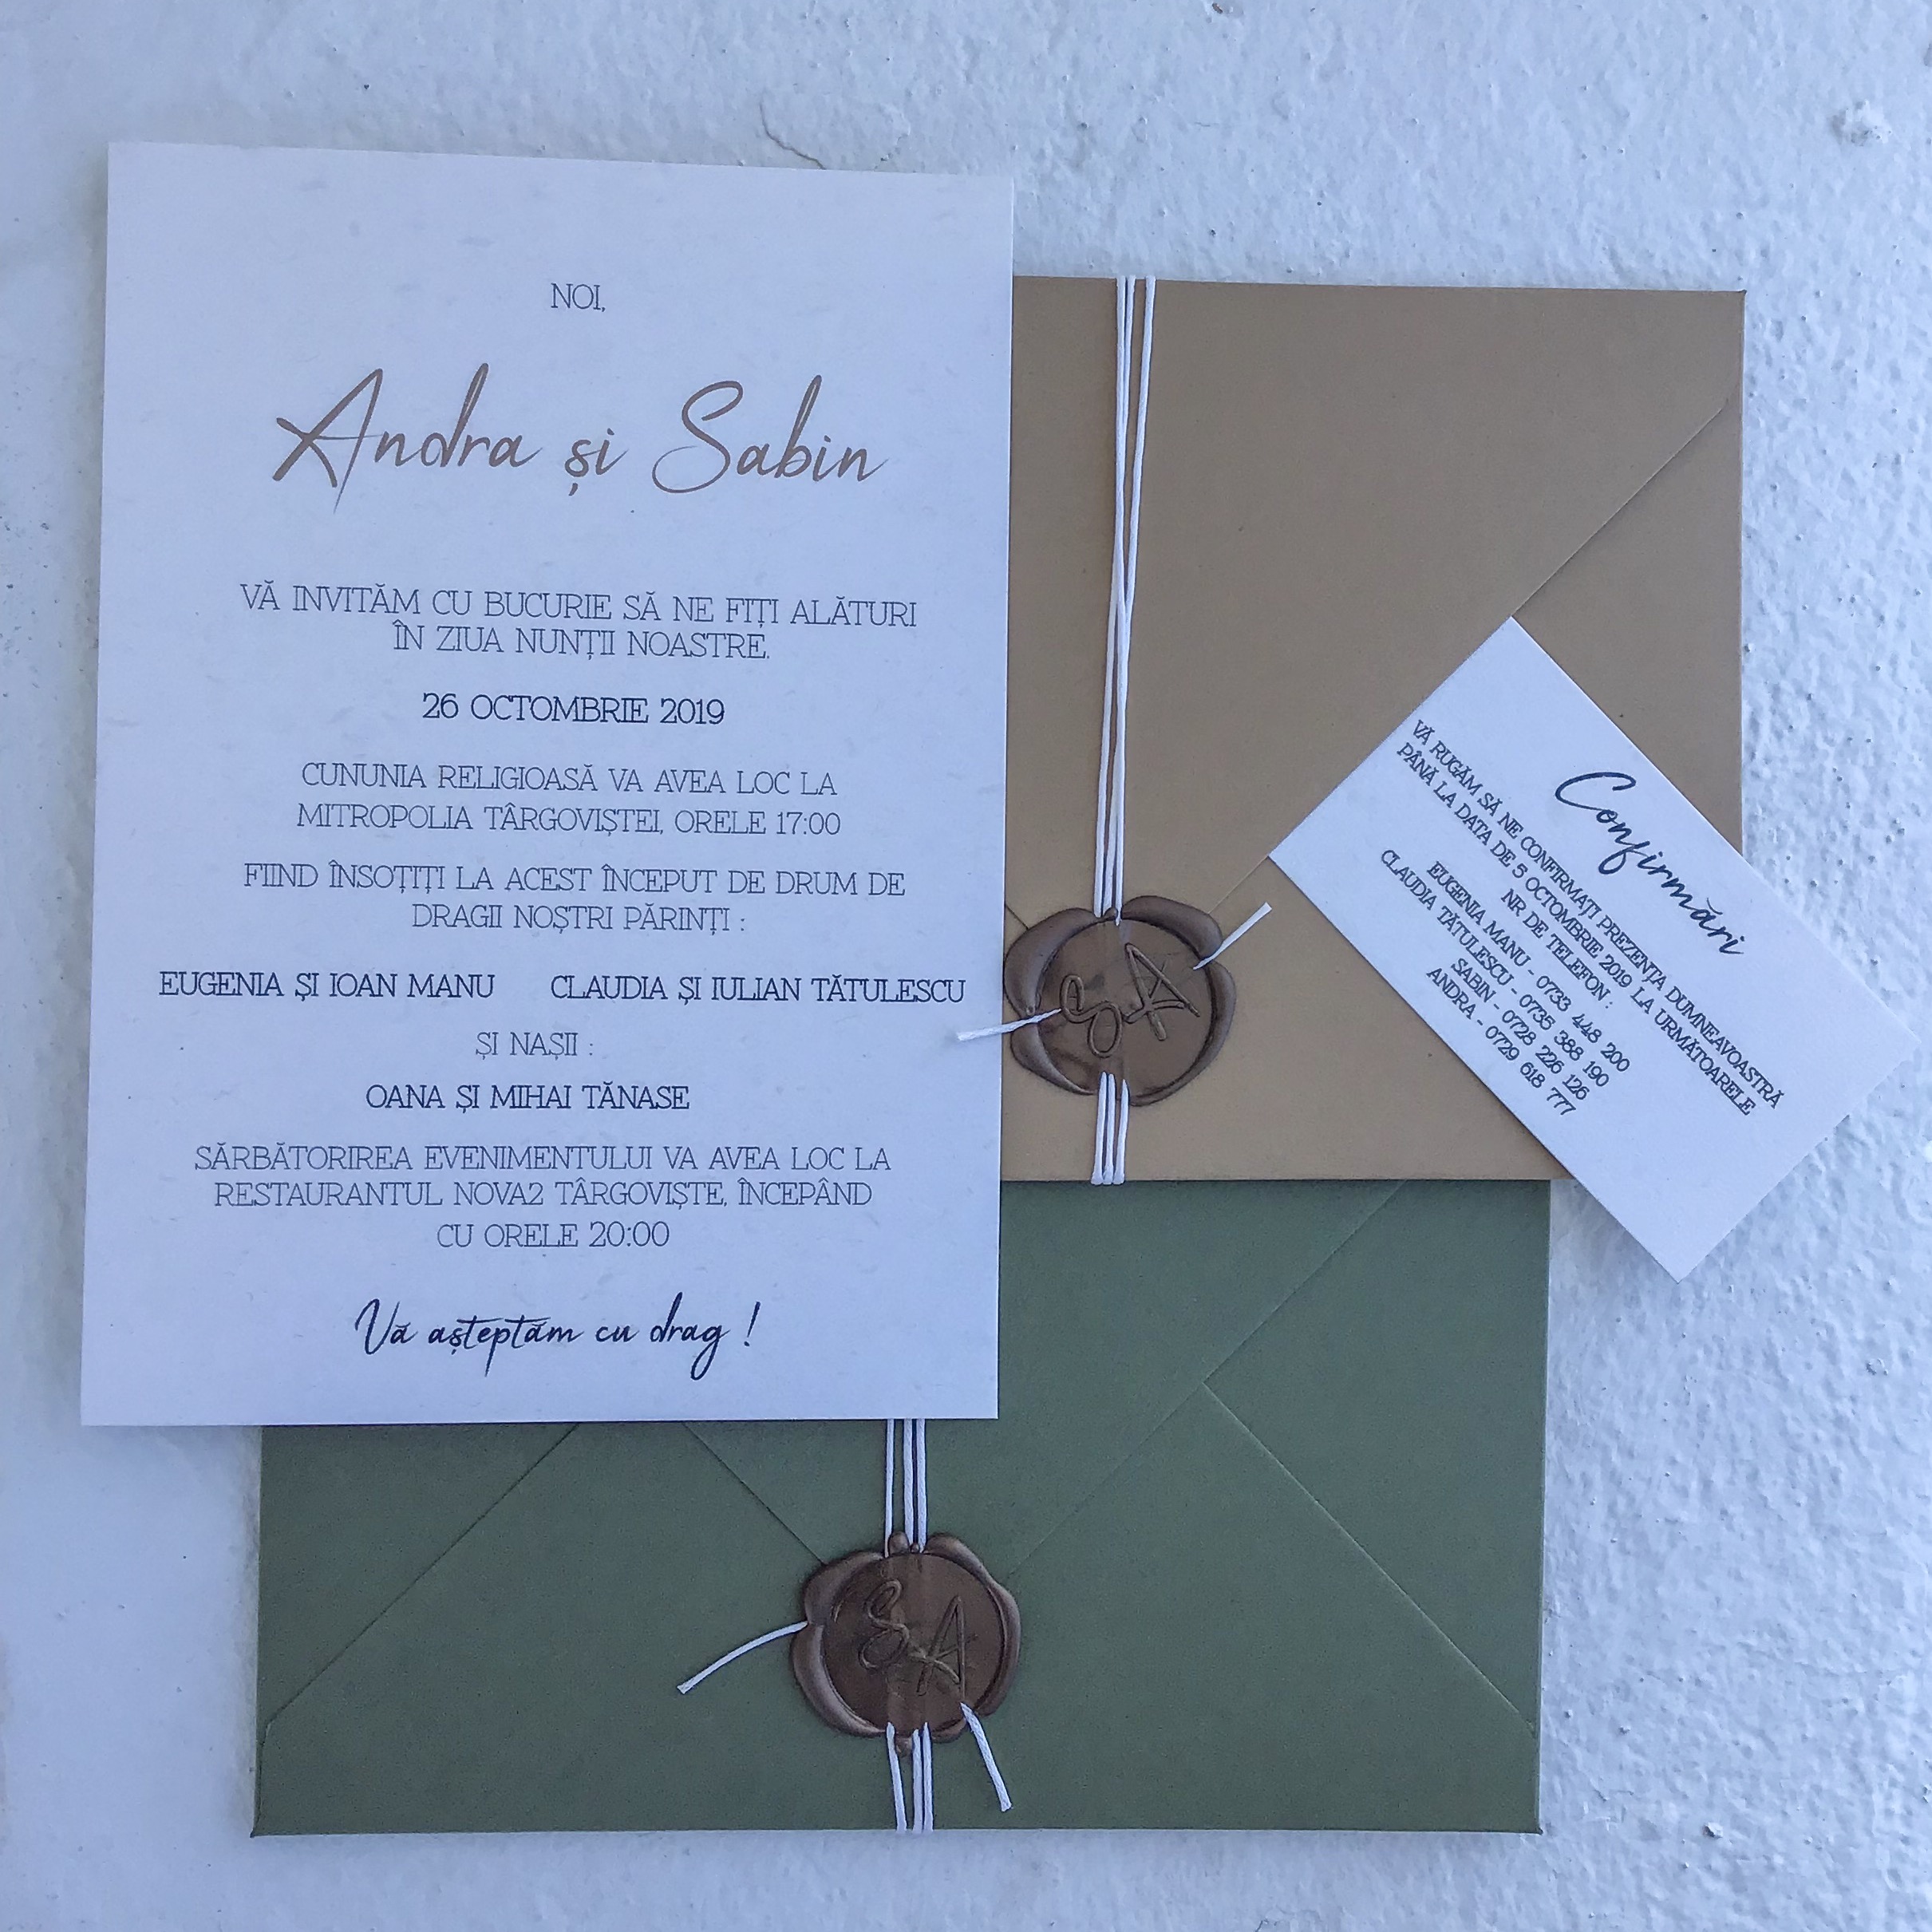 NOI,
Andra și Sabin
VĂ INVITĂM CU BUCURIE SĂ NE FIȚI ALĂTURI
ÎN ZIUA NUNȚII NOASTRE.
26 OCTOMBRIE 2019
CUNUNIA RELIGIOASĂ VA AVEA LOC LA
MITROPOLIA TÂRGOVIȘTEI, ORELE 17:00
FIIND ÎNSOȚIȚI LA ACEST ÎNCEPUT DE DRUM DE
DRAGII NOȘTRI PĂRINȚI :
EUGENIA ȘI IOAN MANU CLAUDIA ȘI IULIAN TĂTULESCU
ȘI NAȘII :
OANA ȘI MIHAI TĂNASE
SĂRBĂTORIREA EVENIMENTULUI VA AVEA LOC LA
RESTAURANTUL NOVA2 TÂRGOVIȘTE, ÎNCEPÂND
CU ORELE 20:00
Vă așteptăm cu drag !
Confirmări
VĂ RUGĂM SĂ NE CONFIRMAȚI PREZENȚA DUMNEAVOASTRĂ
PÂNĂ LA DATA DE 5 OCTOMBRIE 2019 LA URMĂTOARELE
NR DE TELEFON :
EUGENIA MANU - 0733 448 200
CLAUDIA TĂTULESCU - 0735 388 190
SABIN - 0728 226 126
ANDRA - 0729 618 777
S A
S A